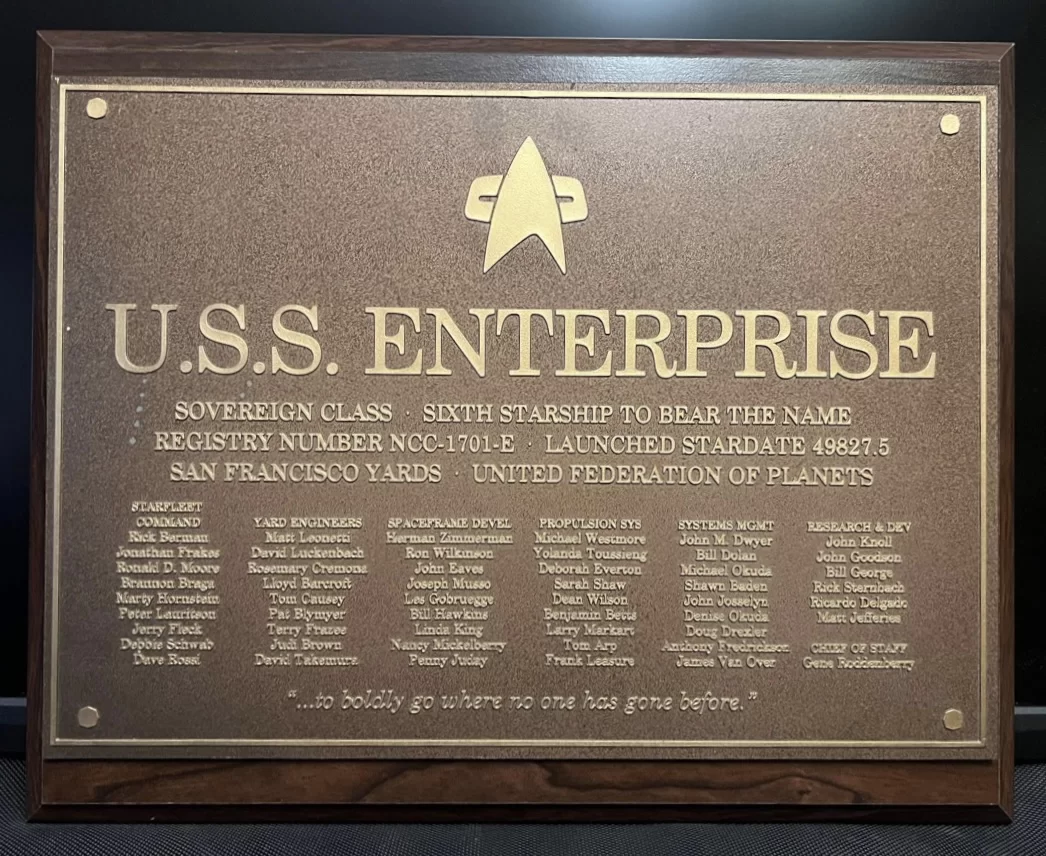 U.S.S. ENTERPRISE
SOVEREIGN CLASS · SIXTH STARSHIP TO BEAR THE NAME
REGISTRY NUMBER NCC-1701-E · LAUNCHED STARDATE 49827.5
SAN FRANCISCO YARDS · UNITED FEDERATION OF PLANETS
STARFLEET
COMMAND
Rick Berman
Jonathan Frakes
Ronald D. Moore
Brannon Braga
Marty Hornstein
Peter Lauritson
Jerry Fleck
Debbie Schwab
Dave Rossi
YARD ENGINEERS
Matt Leonetti
David Luckenbach
Rosemary Cremona
Lloyd Barcroft
Tom Causey
Pat Blymyer
Terry Frazee
Judi Brown
David Takemura
SPACEFRAME DEVEL
Herman Zimmerman
Ron Wilkinson
John Eaves
Joseph Musso
Les Gobruegge
Bill Hawkins
Linda King
Nancy Mickelberry
Penny Juday
PROPULSION SYS
Michael Westmore
Yolanda Toussieng
Deborah Everton
Sarah Shaw
Dean Wilson
Benjamin Betts
Larry Markart
Tom Arp
Frank Leasure
SYSTEMS MGMT
John M. Dwyer
Bill Dolan
Michael Okuda
Shawn Baden
John Josselyn
Denise Okuda
Doug Drexler
Anthony Fredrickson
James Van Over
RESEARCH & DEV
John Knoll
John Goodson
Bill George
Rick Sternbach
Ricardo Delgado
Matt Jefferies
CHIEF OF STAFF
Gene Roddenberry
“...to boldly go where no one has gone before.”